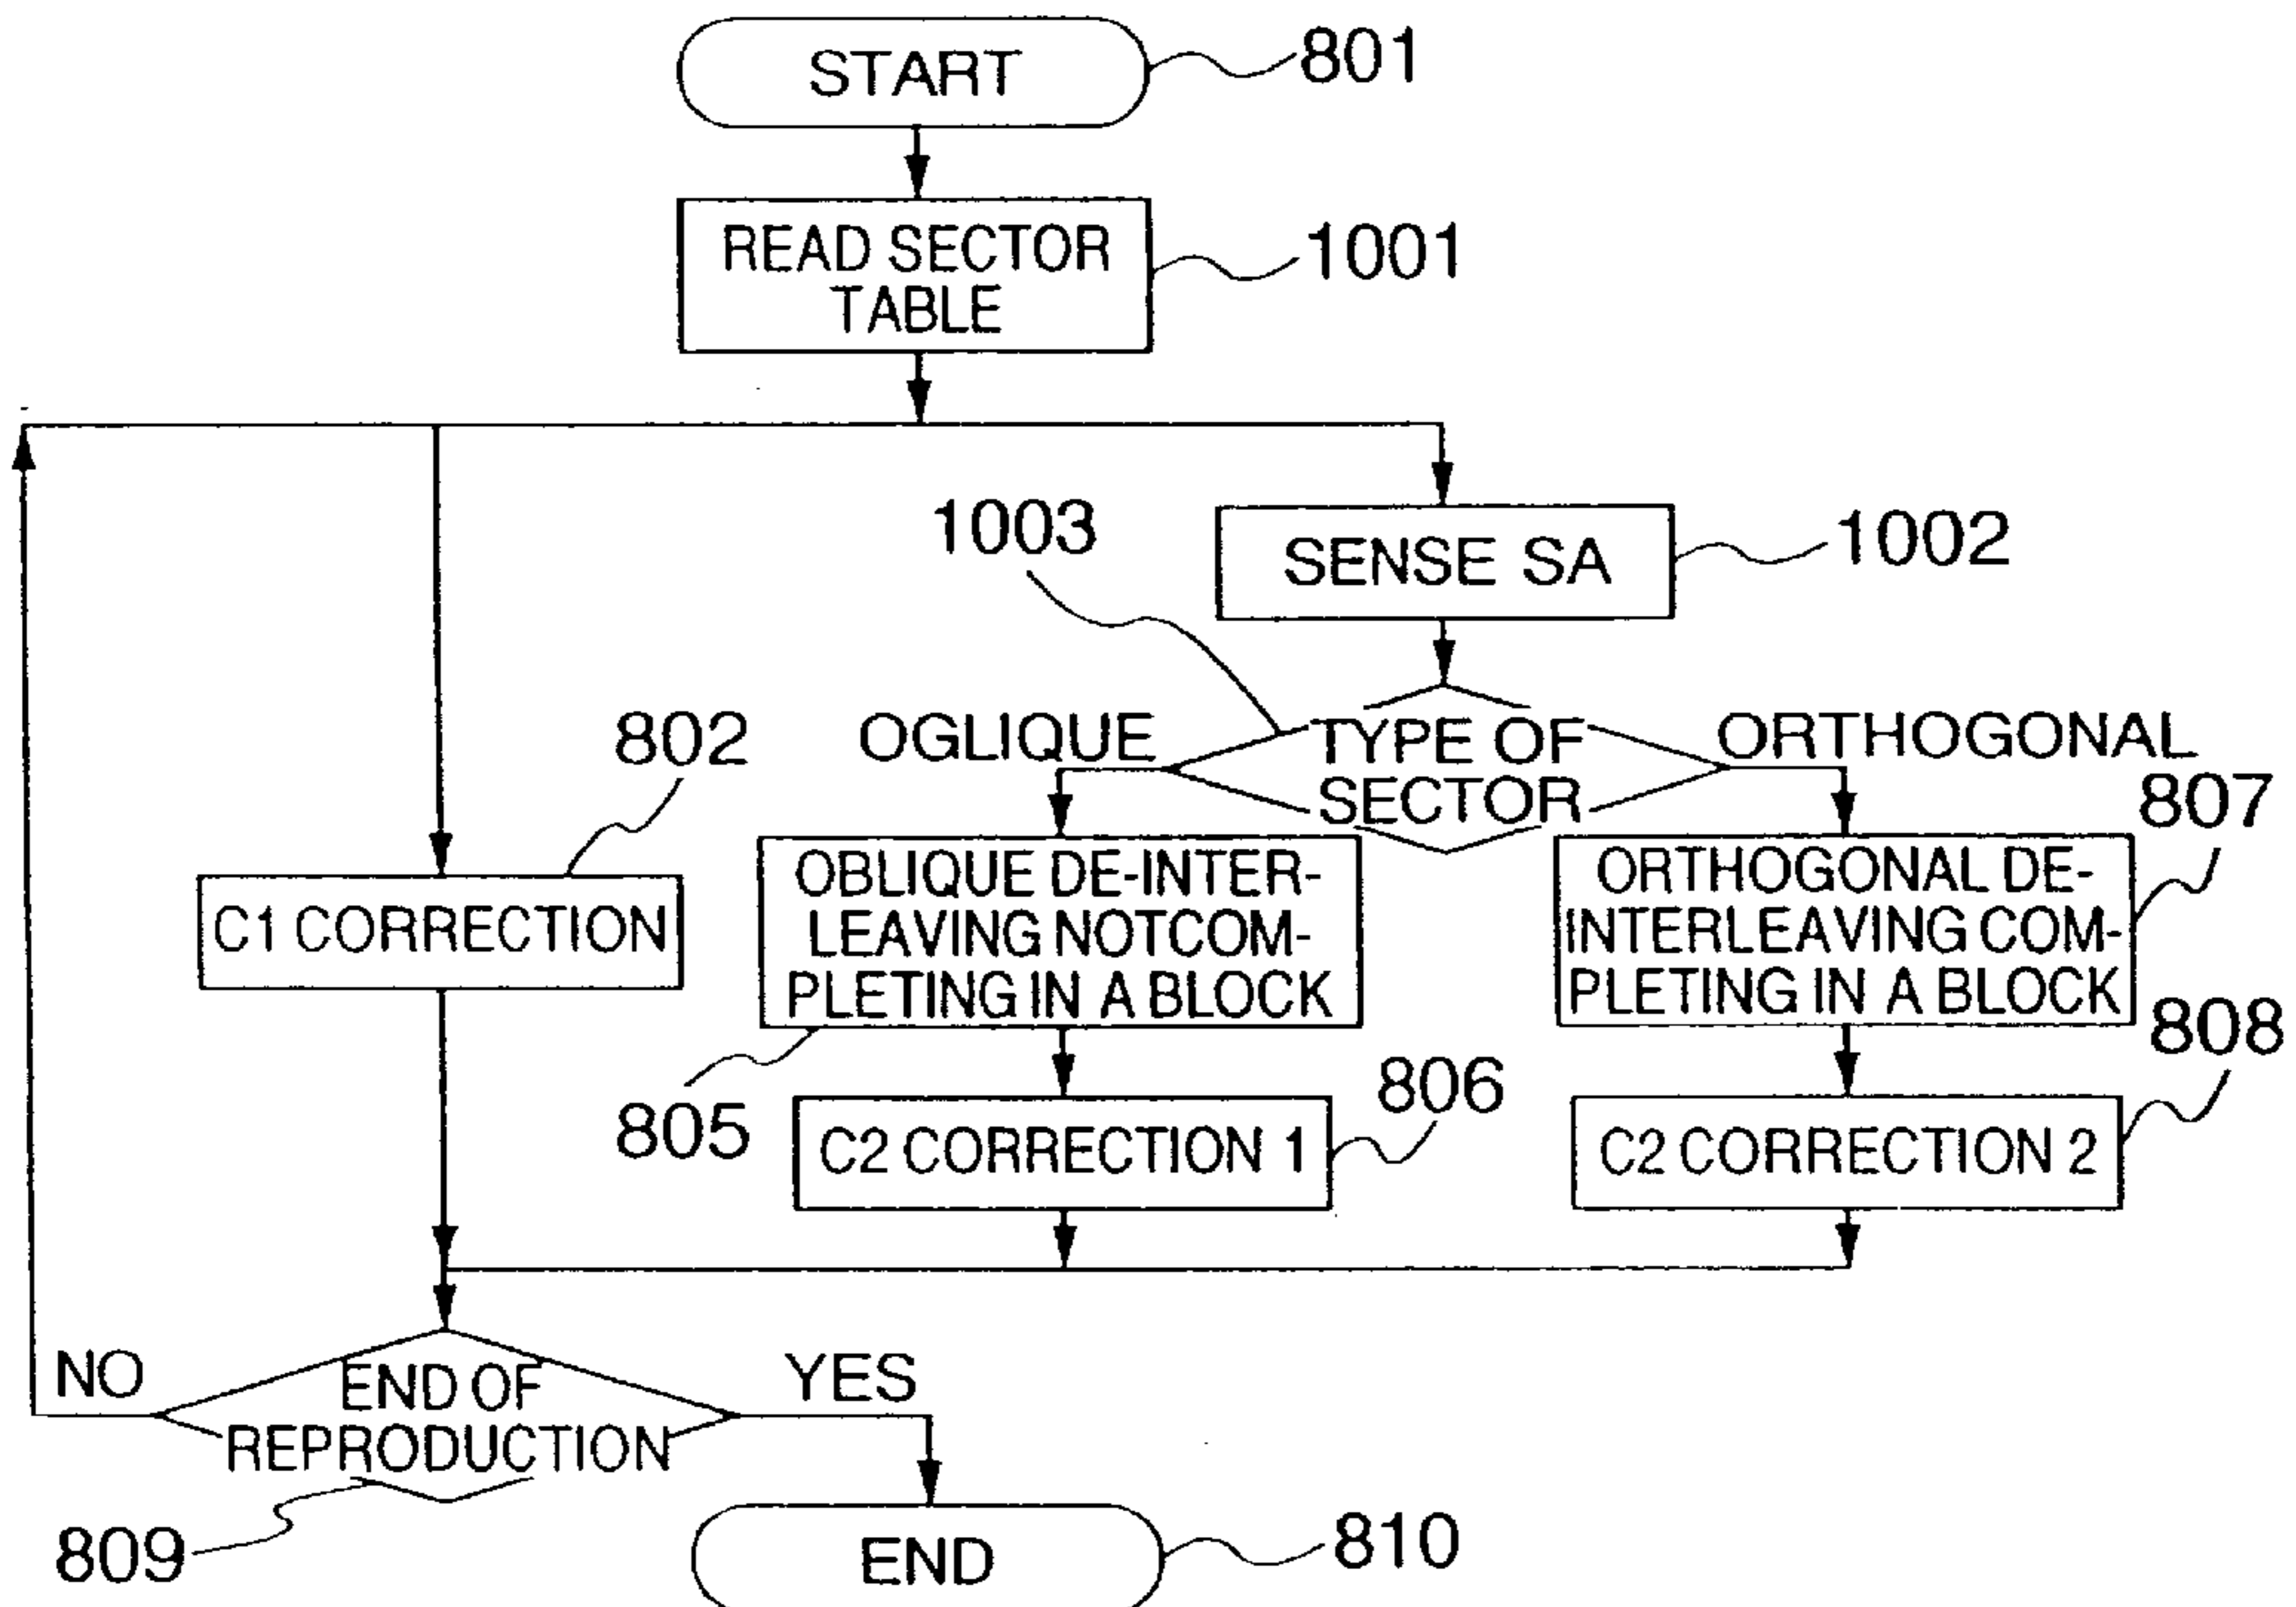 START
801
READ SECTOR
TABLE
1001
1003
SENSE SA
1002
802
OGLIQUE
TYPE OF
SECTOR
ORTHOGONAL
807
C1 CORRECTION
OBLIQUE DE-INTER-
LEAVING NOTCOM-
PLETING IN A BLOCK
ORTHOGONAL DE-
INTERLEAVING COM-
PLETING IN A BLOCK
808
805
806
C2 CORRECTION 1
C2 CORRECTION 2
NO
END OF
REPRODUCTION
YES
809
END
810